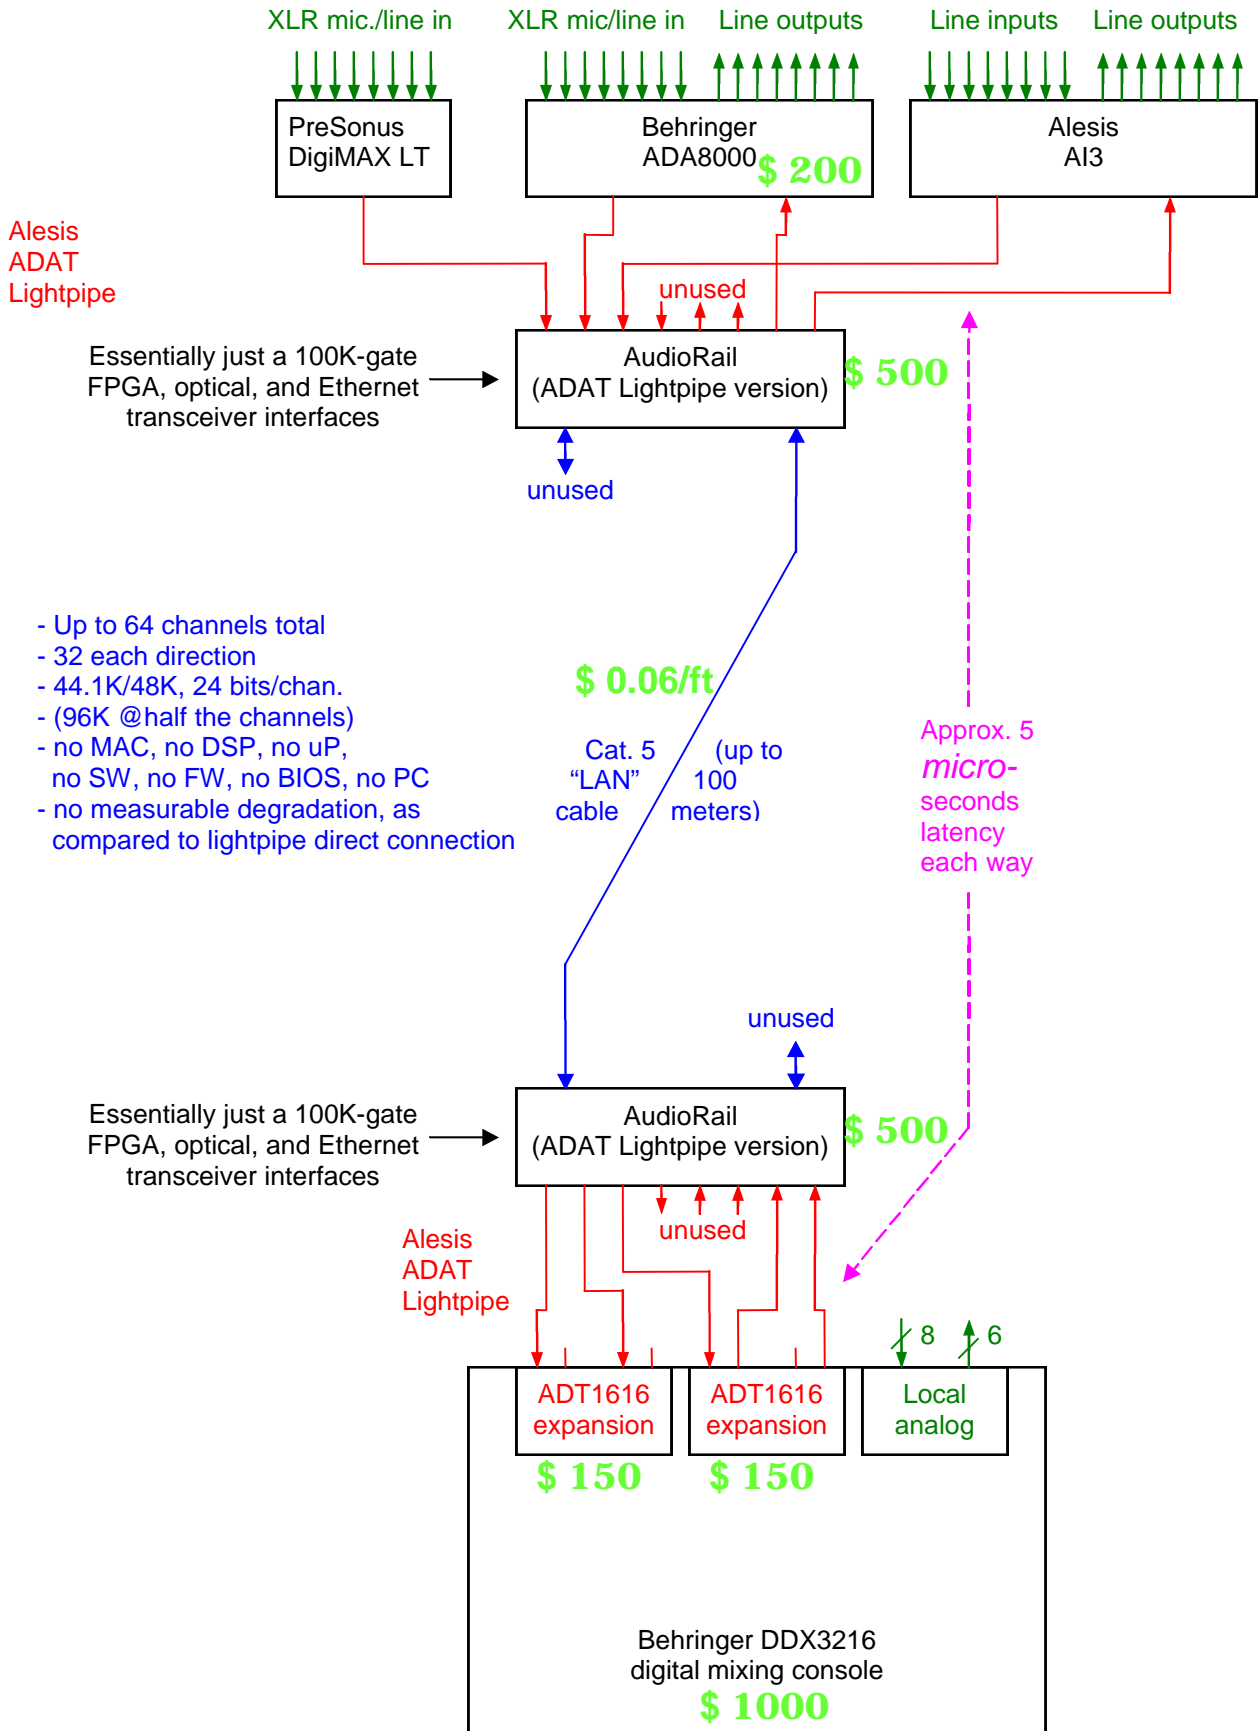 XLR mic./line in
XLR mic/line in
Line outputs
Line inputs
Line outputs
PreSonus
DigiMAX LT
Behringer
ADA8000
$ 200
Alesis
AI3
Alesis
ADAT
Lightpipe
unused
Essentially just a 100K-gate
FPGA, optical, and Ethernet
transceiver interfaces
AudioRail
(ADAT Lightpipe version)
$ 500
unused
- Up to 64 channels total
- 32 each direction
- 44.1K/48K, 24 bits/chan.
- (96K @half the channels)
- no MAC, no DSP, no uP,
no SW, no FW, no BIOS, no PC
- no measurable degradation, as
compared to lightpipe direct connection
$ 0.06/ft
Cat. 5 (up to
“LAN” 100
cable meters)
Approx. 5
micro-
seconds
latency
each way
unused
Essentially just a 100K-gate
FPGA, optical, and Ethernet
transceiver interfaces
AudioRail
(ADAT Lightpipe version)
$ 500
unused
Alesis
ADAT
Lightpipe
8
6
ADT1616
expansion
ADT1616
expansion
Local
analog
$ 150
$ 150
Behringer DDX3216
digital mixing console
$ 1000